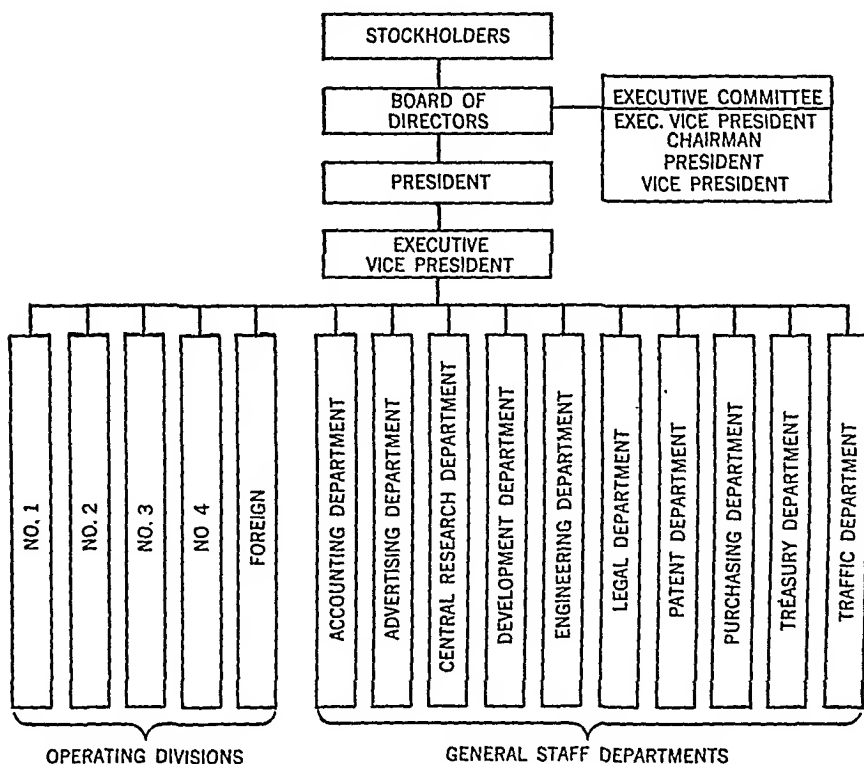 STOCKHOLDERS
BOARD OF
DIRECTORS
EXECUTIVE COMMITTEE
EXEC. VICE PRESIDENT
CHAIRMAN
PRESIDENT
VICE PRESIDENT
PRESIDENT
EXECUTIVE
VICE PRESIDENT
NO. 1
NO. 2
NO. 3
NO 4
FOREIGN
ACCOUNTING DEPARTMENT
ADVERTISING DEPARTMENT
CENTRAL RESEARCH DEPARTMENT
DEVELOPMENT DEPARTMENT
ENGINEERING DEPARTMENT
LEGAL DEPARTMENT
PATENT DEPARTMENT
PURCHASING DEPARTMENT
TREASURY DEPARTMENT
TRAFFIC DEPARTMENT
OPERATING DIVISIONS
GENERAL STAFF DEPARTMENTS